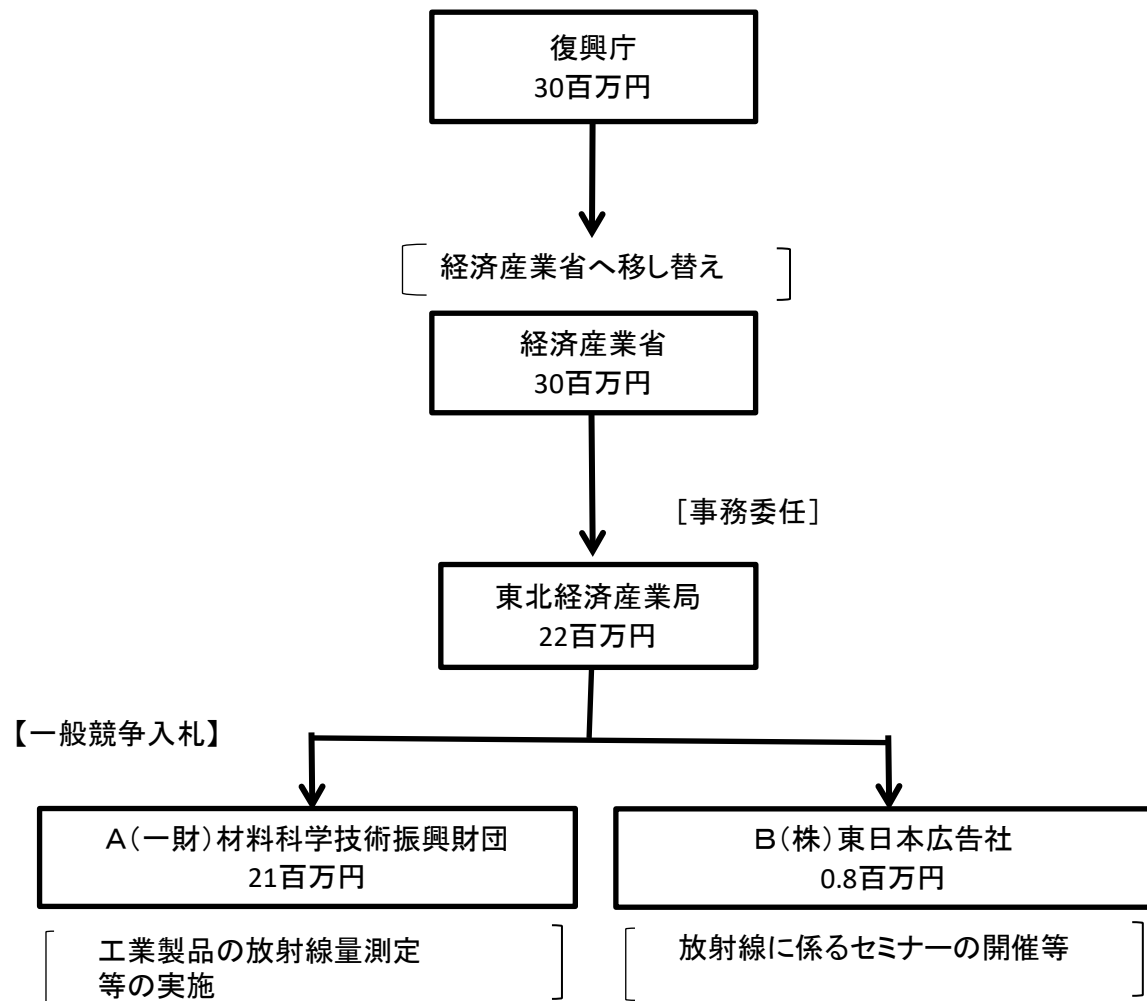 復興庁
30百万円
経済産業省へ移し替え
経済産業省
30百万円
[事務委任]
東北経済産業局
22百万円
【一般競争入札】
A(一財)材料科学技術振興財団
21百万円
B(株)東日本広告社
0.8百万円
工業製品の放射線量測定
等の実施
放射線に係るセミナーの開催等